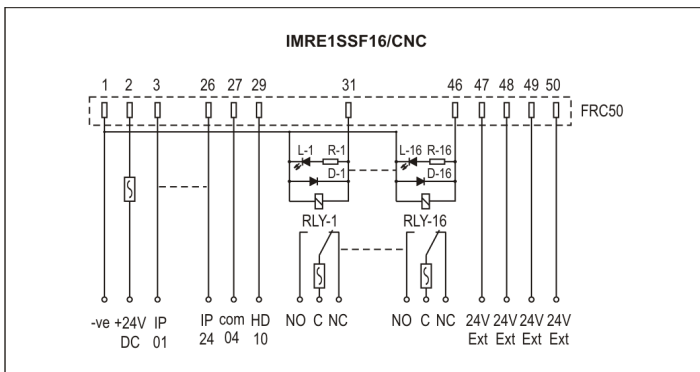 IMRE1SSF16/CNC
1 2 3 26 27 29 31 46 47 48 49 50
FRC50
L-1 R-1 L-16 R-16
D-1 D-16
RLY-1 RLY-16
-ve +24V IP IP com HD NO C NC NO C NC 24V 24V 24V 24V
DC 01 24 04 10 Ext Ext Ext Ext